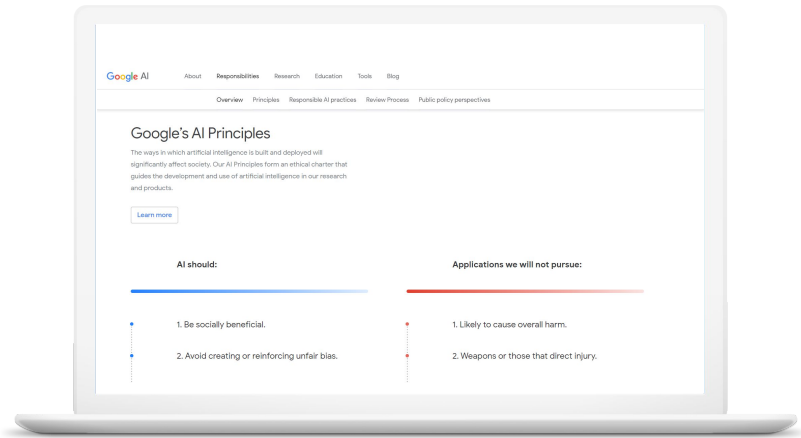 Google AI
About Responsibilities Research Education Tools Blog
Overview Principles Responsible AI practices Review Process Public policy perspectives
Google's AI Principles
The ways in which artificial intelligence is built and deployed will
significantly affect society. Our AI Principles form an ethical charter that
guides the development and use of artificial intelligence in our research
and products.
Learn more
AI should:
1. Be socially beneficial.
2. Avoid creating or reinforcing unfair bias.
Applications we will not pursue:
1. Likely to cause overall harm.
2. Weapons or those that direct injury.